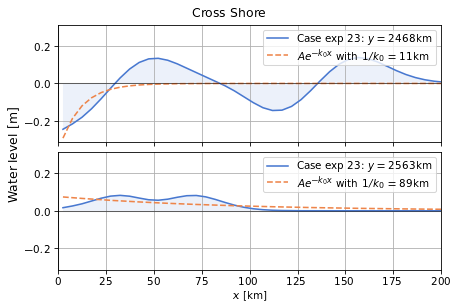 Cross Shore
Water level [m]
0.2
0.0
−0.2
Case exp 23: y = 2468km
Ae^{−k₀x} with 1/k₀ = 11km
0.2
0.0
−0.2
Case exp 23: y = 2563km
Ae^{−k₀x} with 1/k₀ = 89km
0 25 50 75 100 125 150 175 200
x [km]